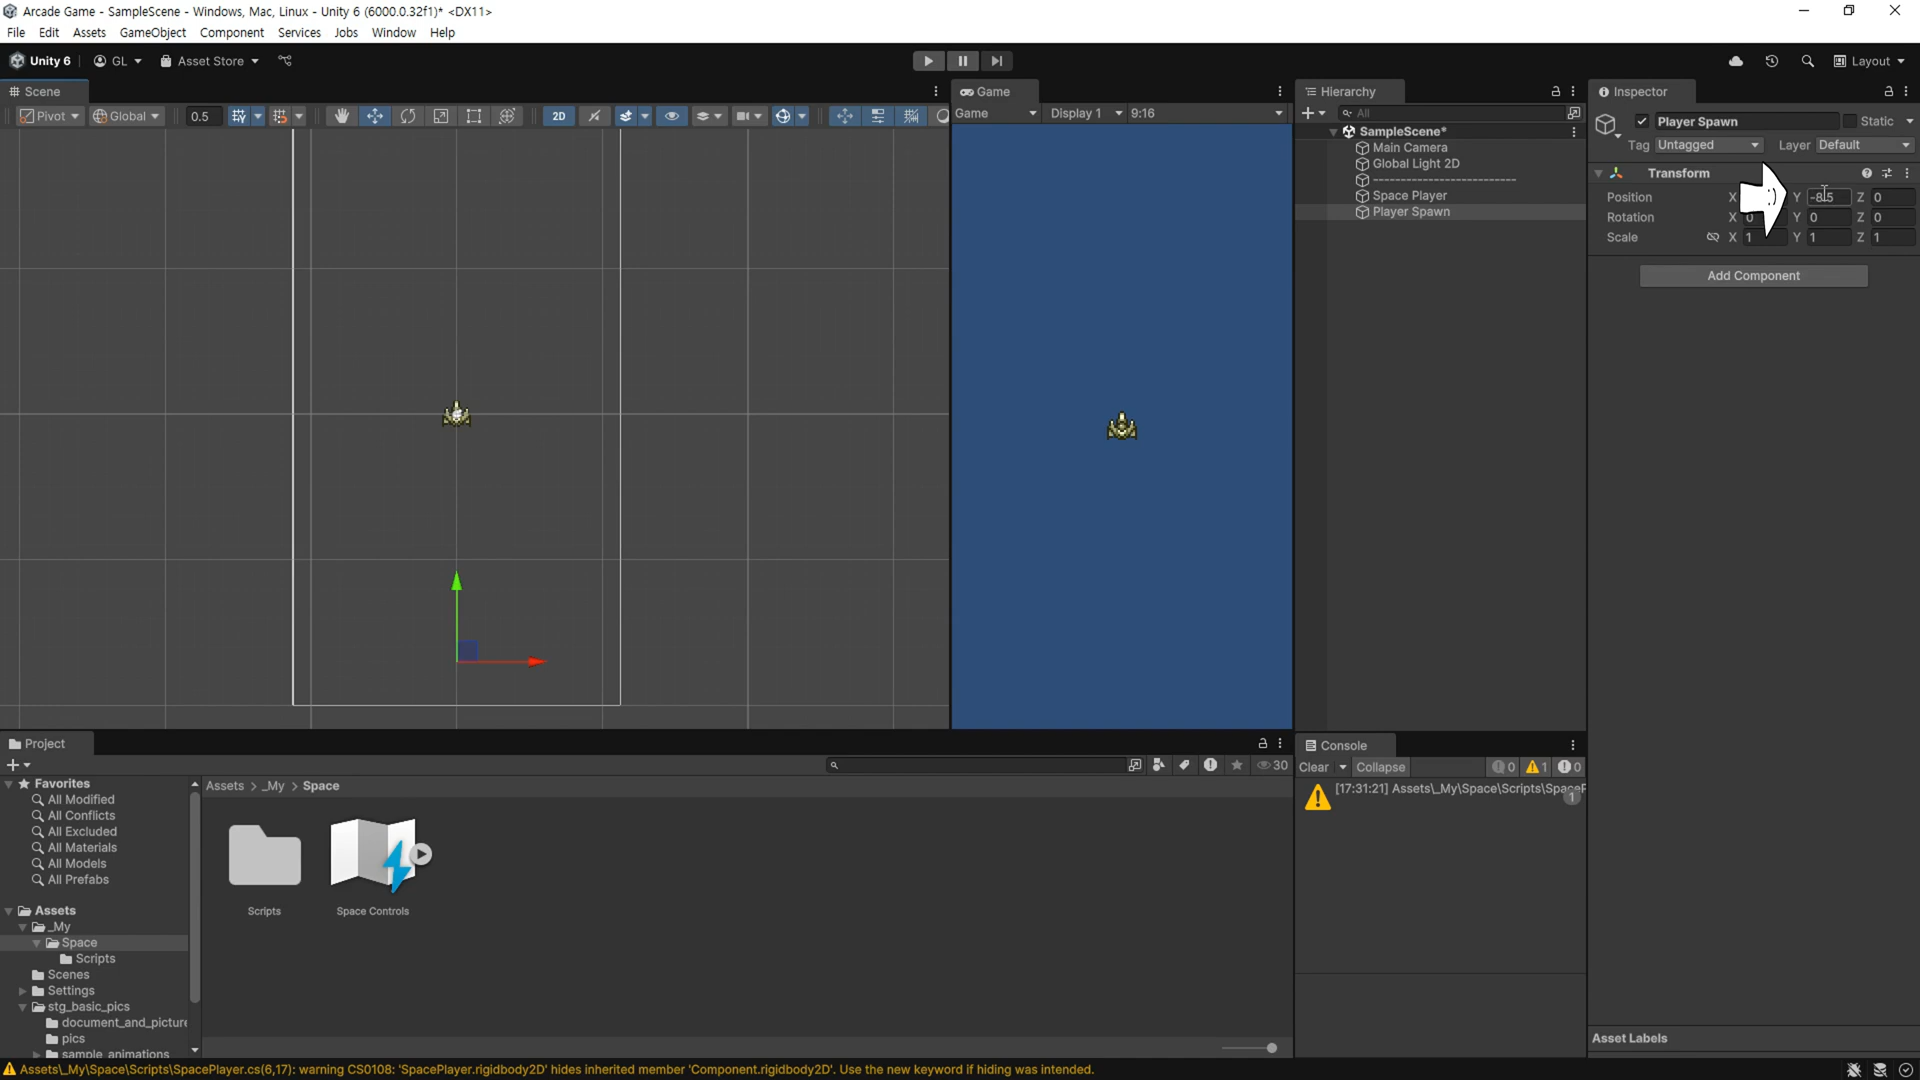 Arcade Game - SampleScene - Windows, Mac, Linux - Unity 6 (6000.0.32f1)* <DX11>
File Edit Assets GameObject Component Services Jobs Window Help
Unity 6 GL Asset Store Layout
Scene Game Hierarchy Inspector
Pivot Global 0.5 2D Game Display 1 9:16 All
Player Spawn Static
Tag Untagged Layer Default
SampleScene*
Main Camera
Global Light 2D
--------------------------
Space Player
Player Spawn
Transform
Position X Y -8.5 Z 0
Rotation X 0 Y 0 Z 0
Scale X 1 Y 1 Z 1
:)
Add Component
Project Console
30 Clear Collapse 0 1 0
Favorites
All Modified
All Conflicts
All Excluded
All Materials
All Models
All Prefabs
Assets
_My
Space
Scripts
Scenes
Settings
stg_basic_pics
document_and_picture
pics
sample_animations
Assets > _My > Space
Scripts Space Controls
[17:31:21] Assets\_My\Space\Scripts\SpaceP
1
Asset Labels
Assets\_My\Space\Scripts\SpacePlayer.cs(6,17): warning CS0108: 'SpacePlayer.rigidbody2D' hides inherited member 'Component.rigidbody2D'. Use the new keyword if hiding was intended.